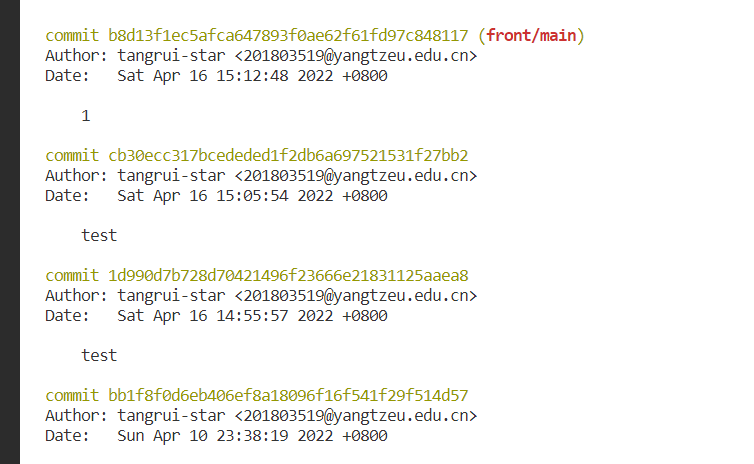 commit b8d13f1ec5afca647893f0ae62f61fd97c848117 (front/main)
Author: tangrui-star <201803519@yangtzeu.edu.cn>
Date:   Sat Apr 16 15:12:48 2022 +0800
1
commit cb30ecc317bcededed1f2db6a697521531f27bb2
Author: tangrui-star <201803519@yangtzeu.edu.cn>
Date:   Sat Apr 16 15:05:54 2022 +0800
test
commit 1d990d7b728d70421496f23666e21831125aaea8
Author: tangrui-star <201803519@yangtzeu.edu.cn>
Date:   Sat Apr 16 14:55:57 2022 +0800
test
commit bb1f8f0d6eb406ef8a18096f16f541f29f514d57
Author: tangrui-star <201803519@yangtzeu.edu.cn>
Date:   Sun Apr 10 23:38:19 2022 +0800